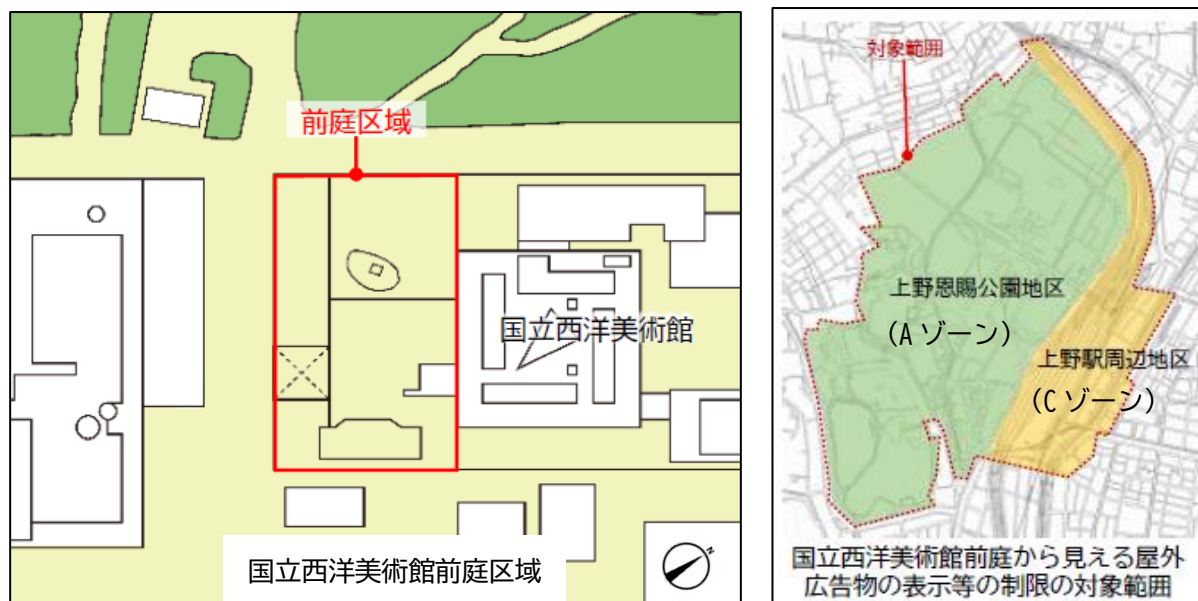 前庭区域
国立西洋美術館
N
国立西洋美術館前庭区域
対象範囲
上野恩賜公園地区
(A ゾーン)
上野駅周辺地区
(C ゾーン)
国立西洋美術館前庭から見える屋外
広告物の表示等の制限の対象範囲